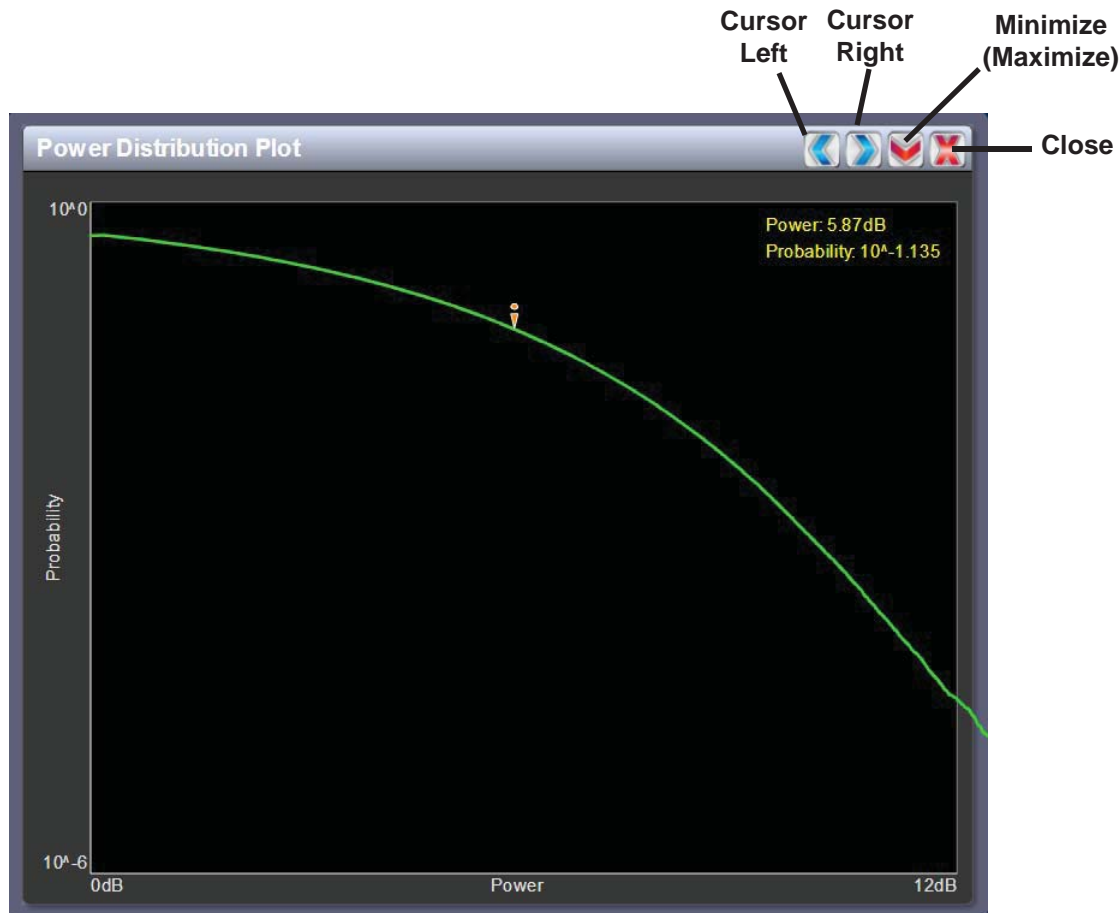 Cursor
Left
Cursor
Right
Minimize
(Maximize)
Close
Power Distribution Plot
10^0
Power: 5.87dB
Probability: 10^-1.135
Probability
10^-6
0dB
Power
12dB